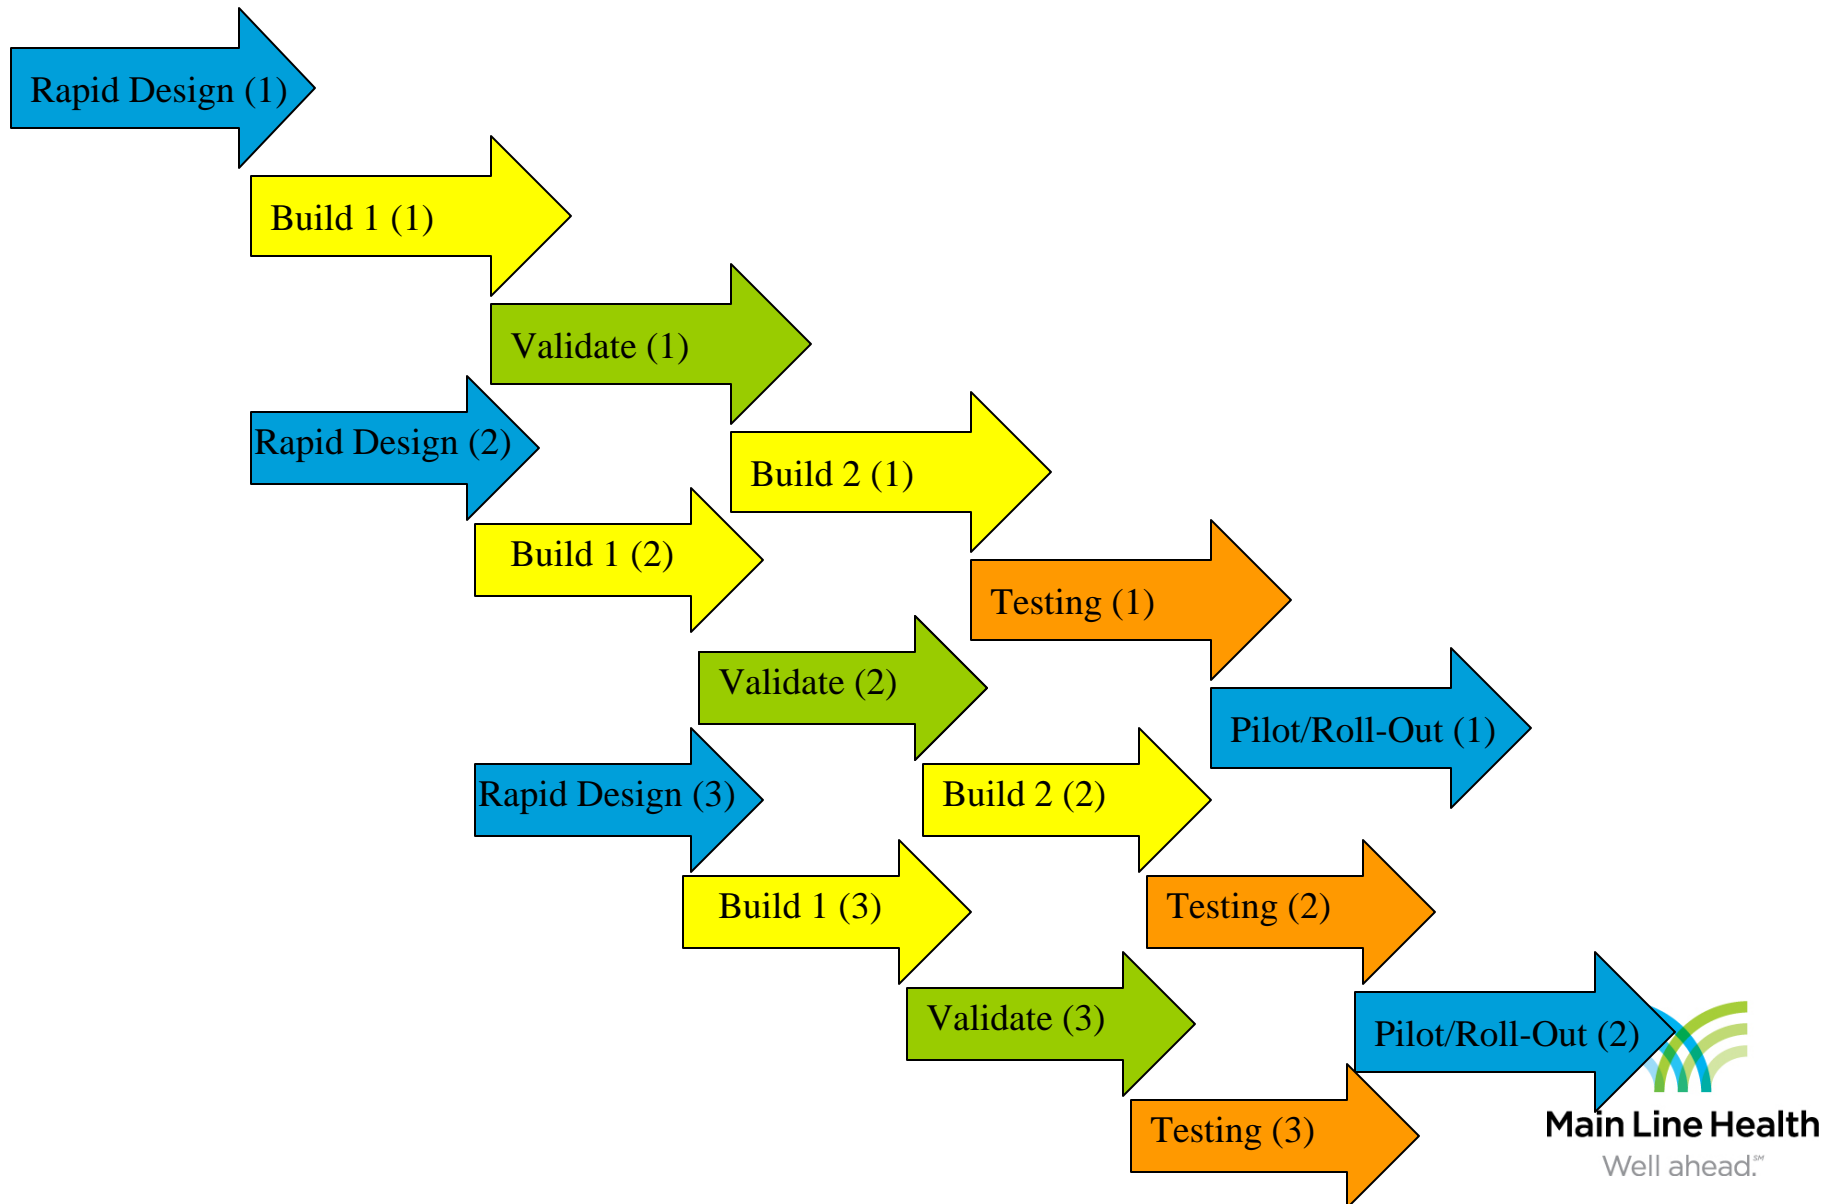 Rapid Design (1)
Build 1 (1)
Validate (1)
Rapid Design (2)
Build 2 (1)
Build 1 (2)
Testing (1)
Validate (2)
Pilot/Roll-Out (1)
Rapid Design (3)
Build 2 (2)
Build 1 (3)
Testing (2)
Validate (3)
Pilot/Roll-Out (2)
Testing (3)
Main Line Health
Well ahead.℠